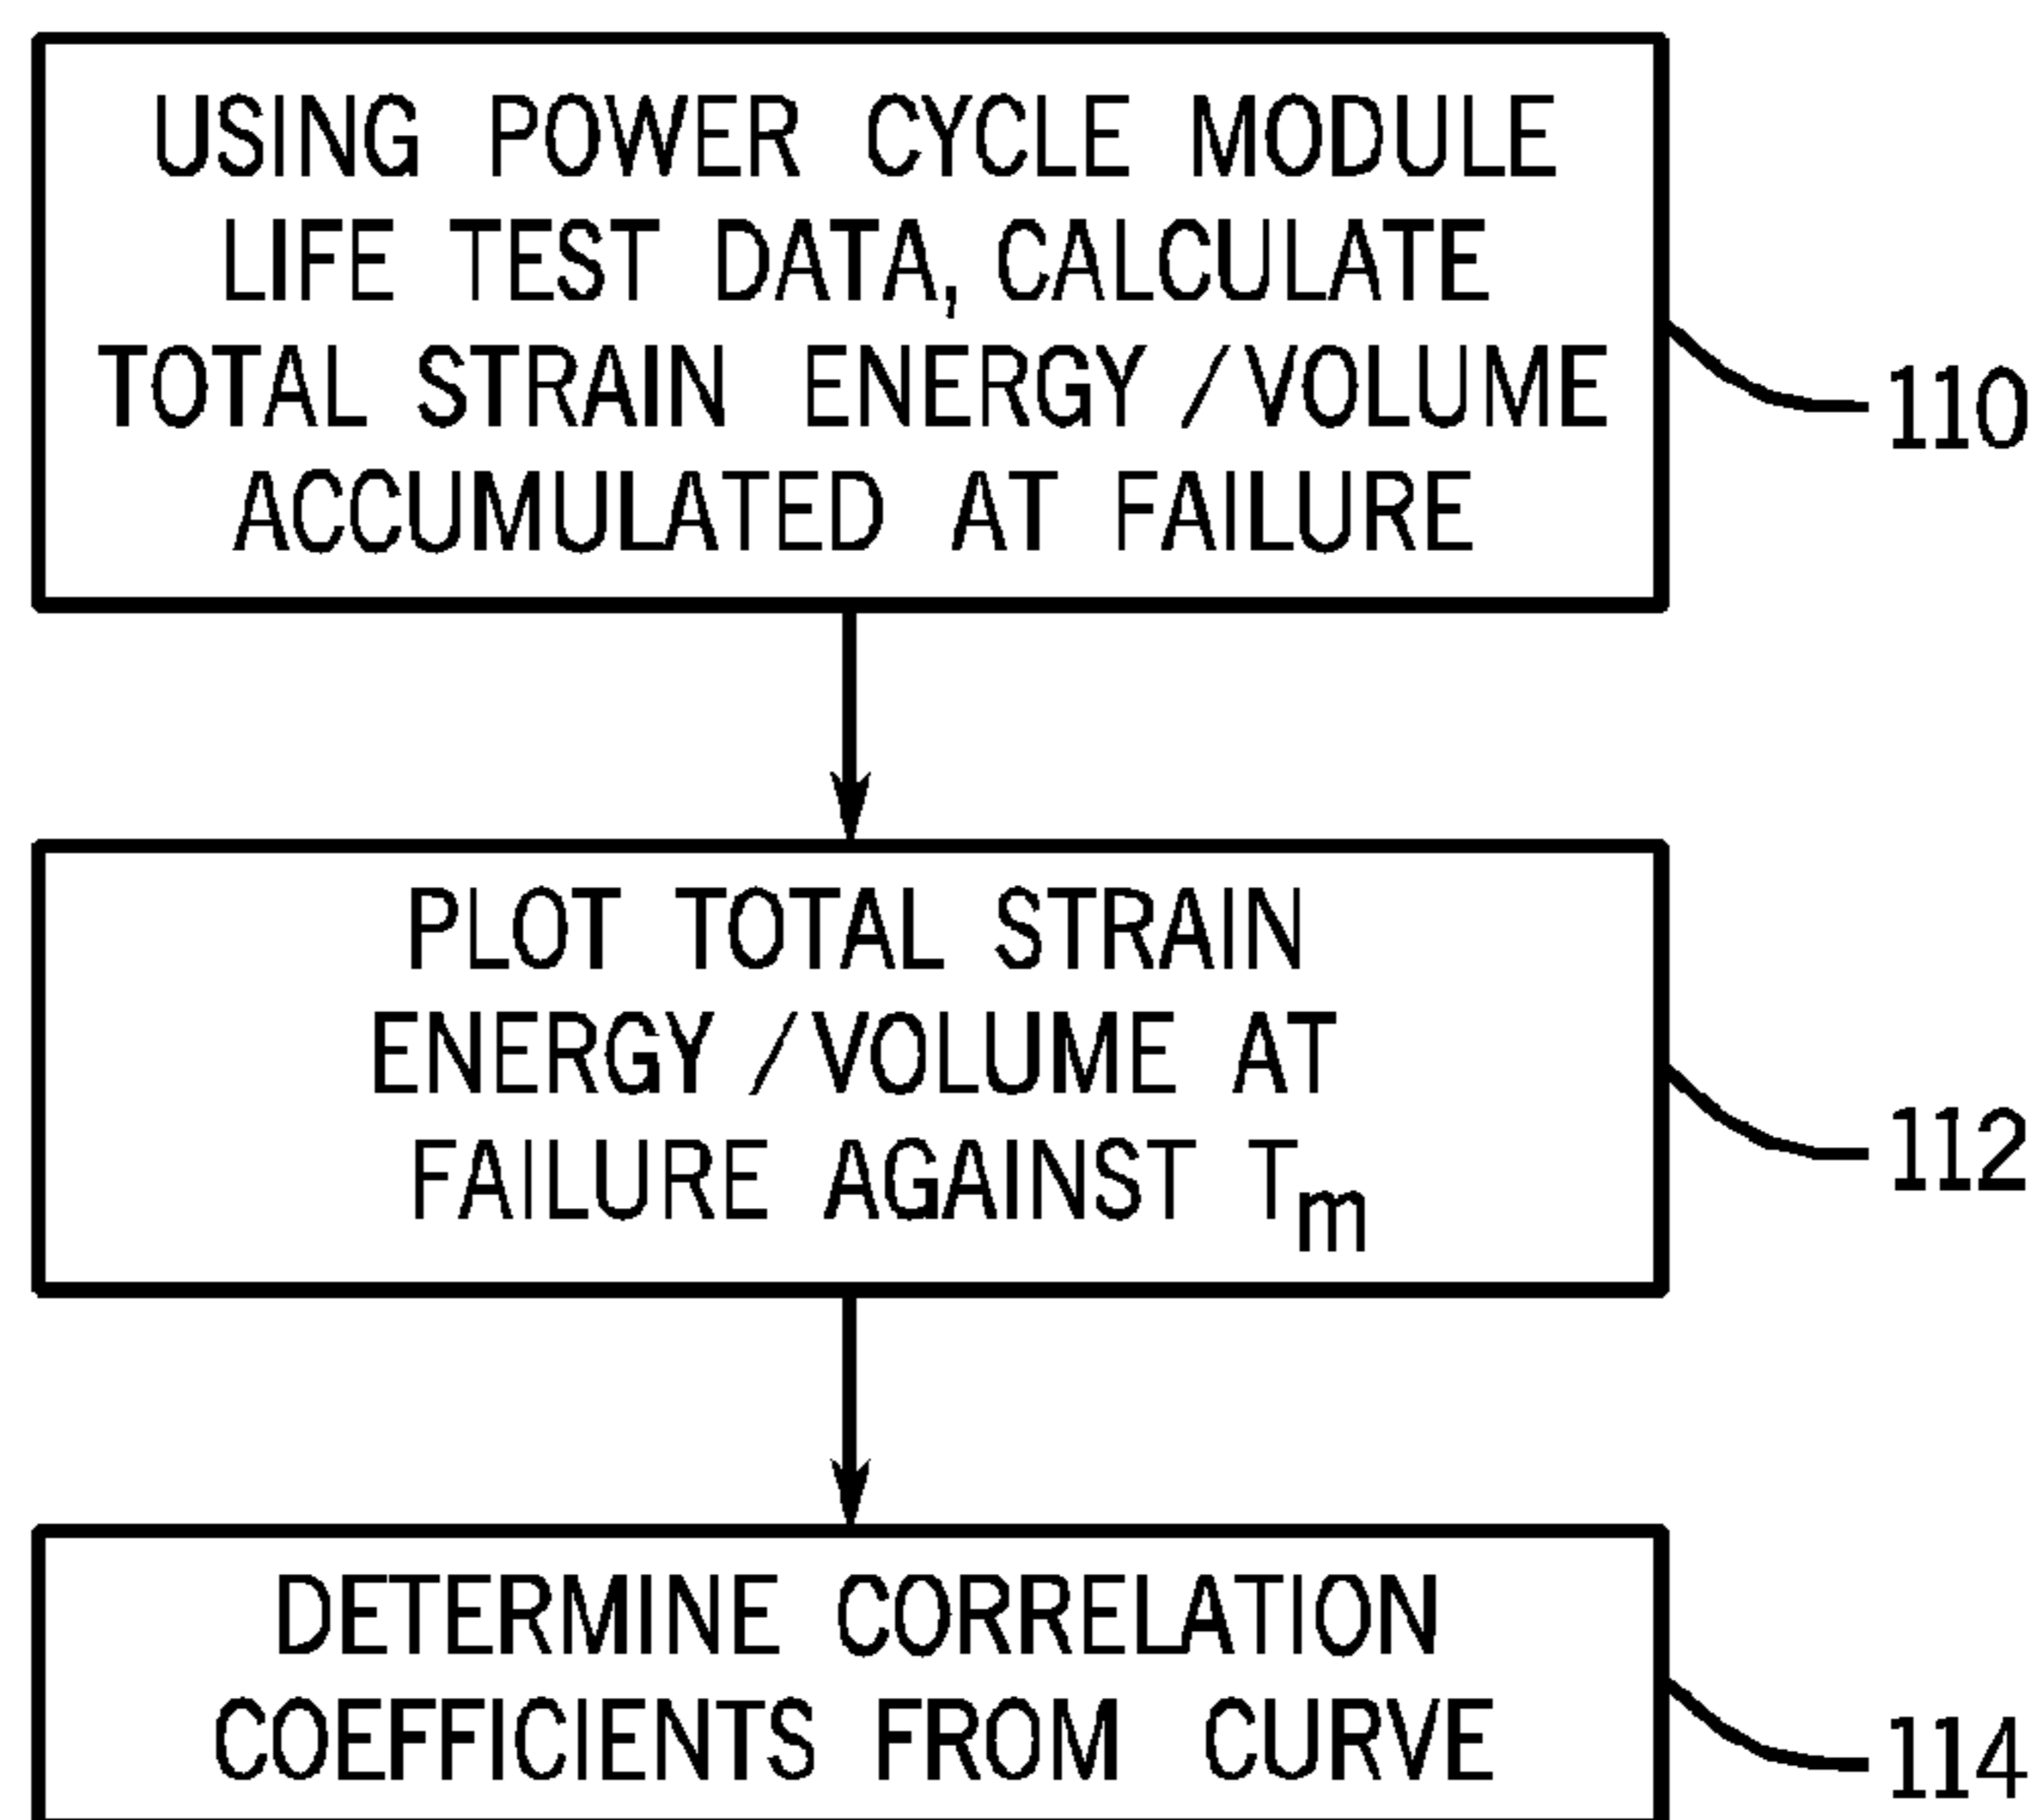 USING POWER CYCLE MODULE
LIFE TEST DATA, CALCULATE
TOTAL STRAIN ENERGY/VOLUME
ACCUMULATED AT FAILURE
110
PLOT TOTAL STRAIN
ENERGY/VOLUME AT
FAILURE AGAINST Tm
112
DETERMINE CORRELATION
COEFFICIENTS FROM CURVE
114